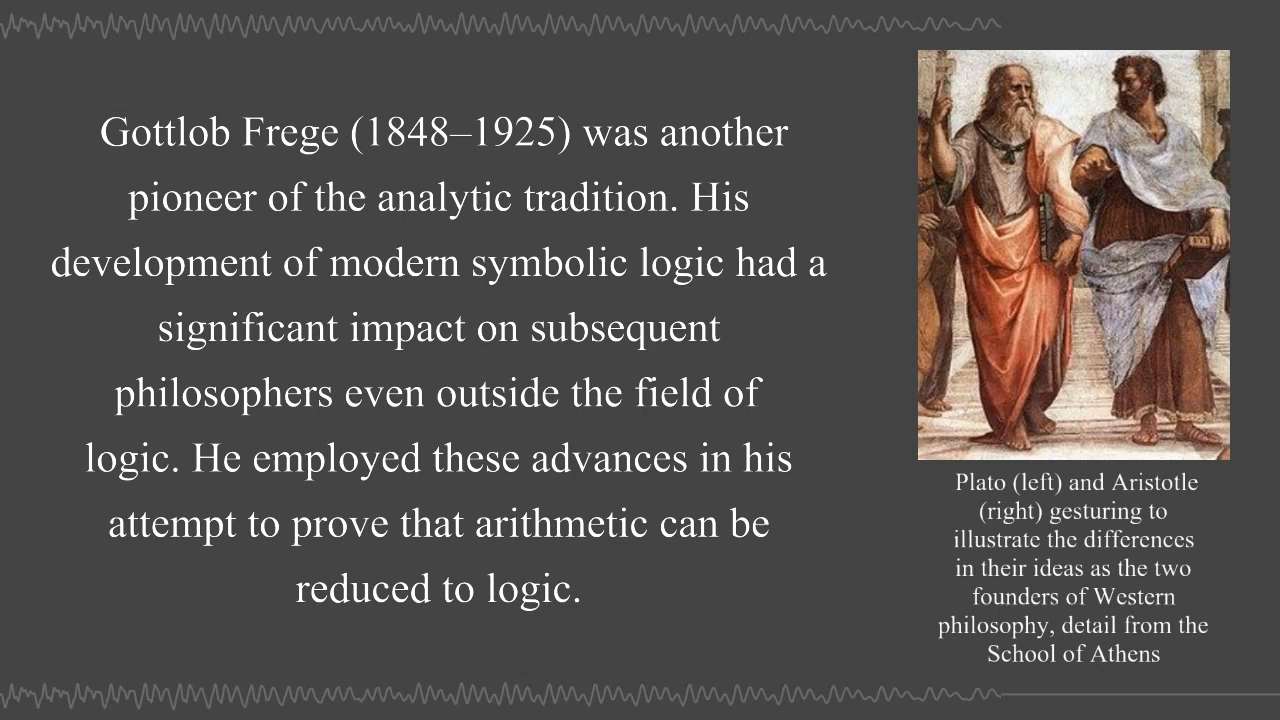 Gottlob Frege (1848–1925) was another
pioneer of the analytic tradition. His
development of modern symbolic logic had a
significant impact on subsequent
philosophers even outside the field of
logic. He employed these advances in his
attempt to prove that arithmetic can be
reduced to logic.
Plato (left) and Aristotle
(right) gesturing to
illustrate the differences
in their ideas as the two
founders of Western
philosophy, detail from the
School of Athens